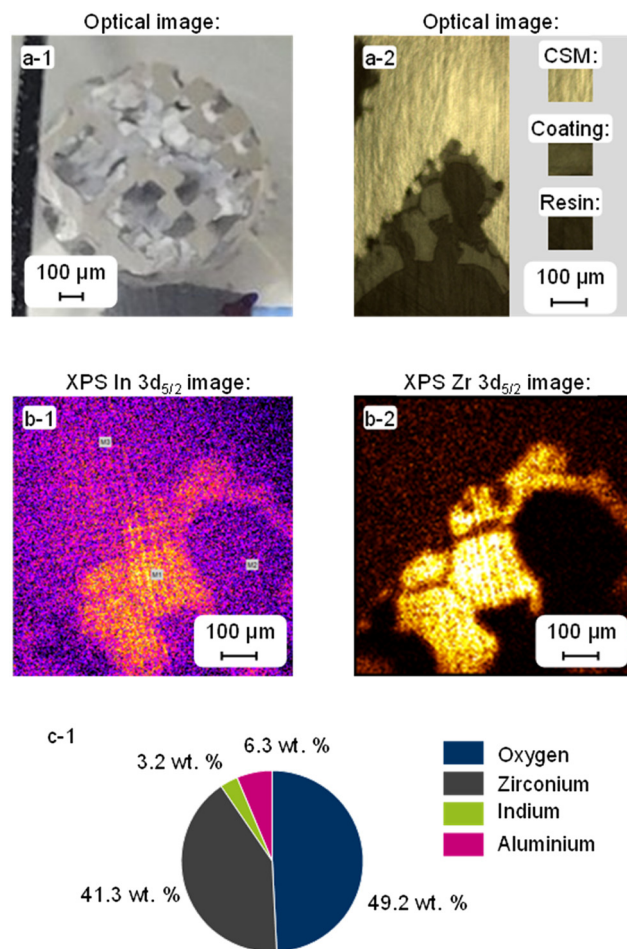 Optical image:
Optical image:
a-1
100 µm
a-2
CSM:
Coating:
Resin:
100 µm
XPS In 3d5/2 image:
XPS Zr 3d5/2 image:
b-1
M3
M1
M2
100 µm
b-2
100 µm
c-1
6.3 wt. %
3.2 wt. %
41.3 wt. %
49.2 wt. %
Oxygen
Zirconium
Indium
Aluminium